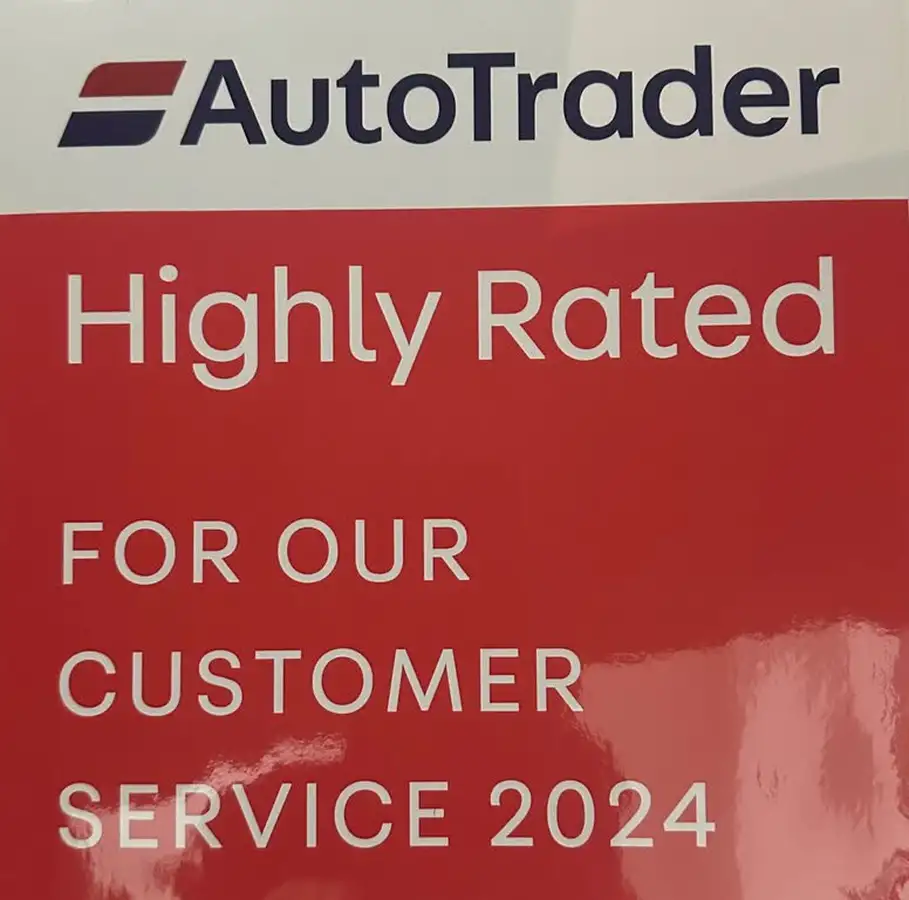 AutoTrader
Highly Rated
FOR OUR
CUSTOMER
SERVICE 2024